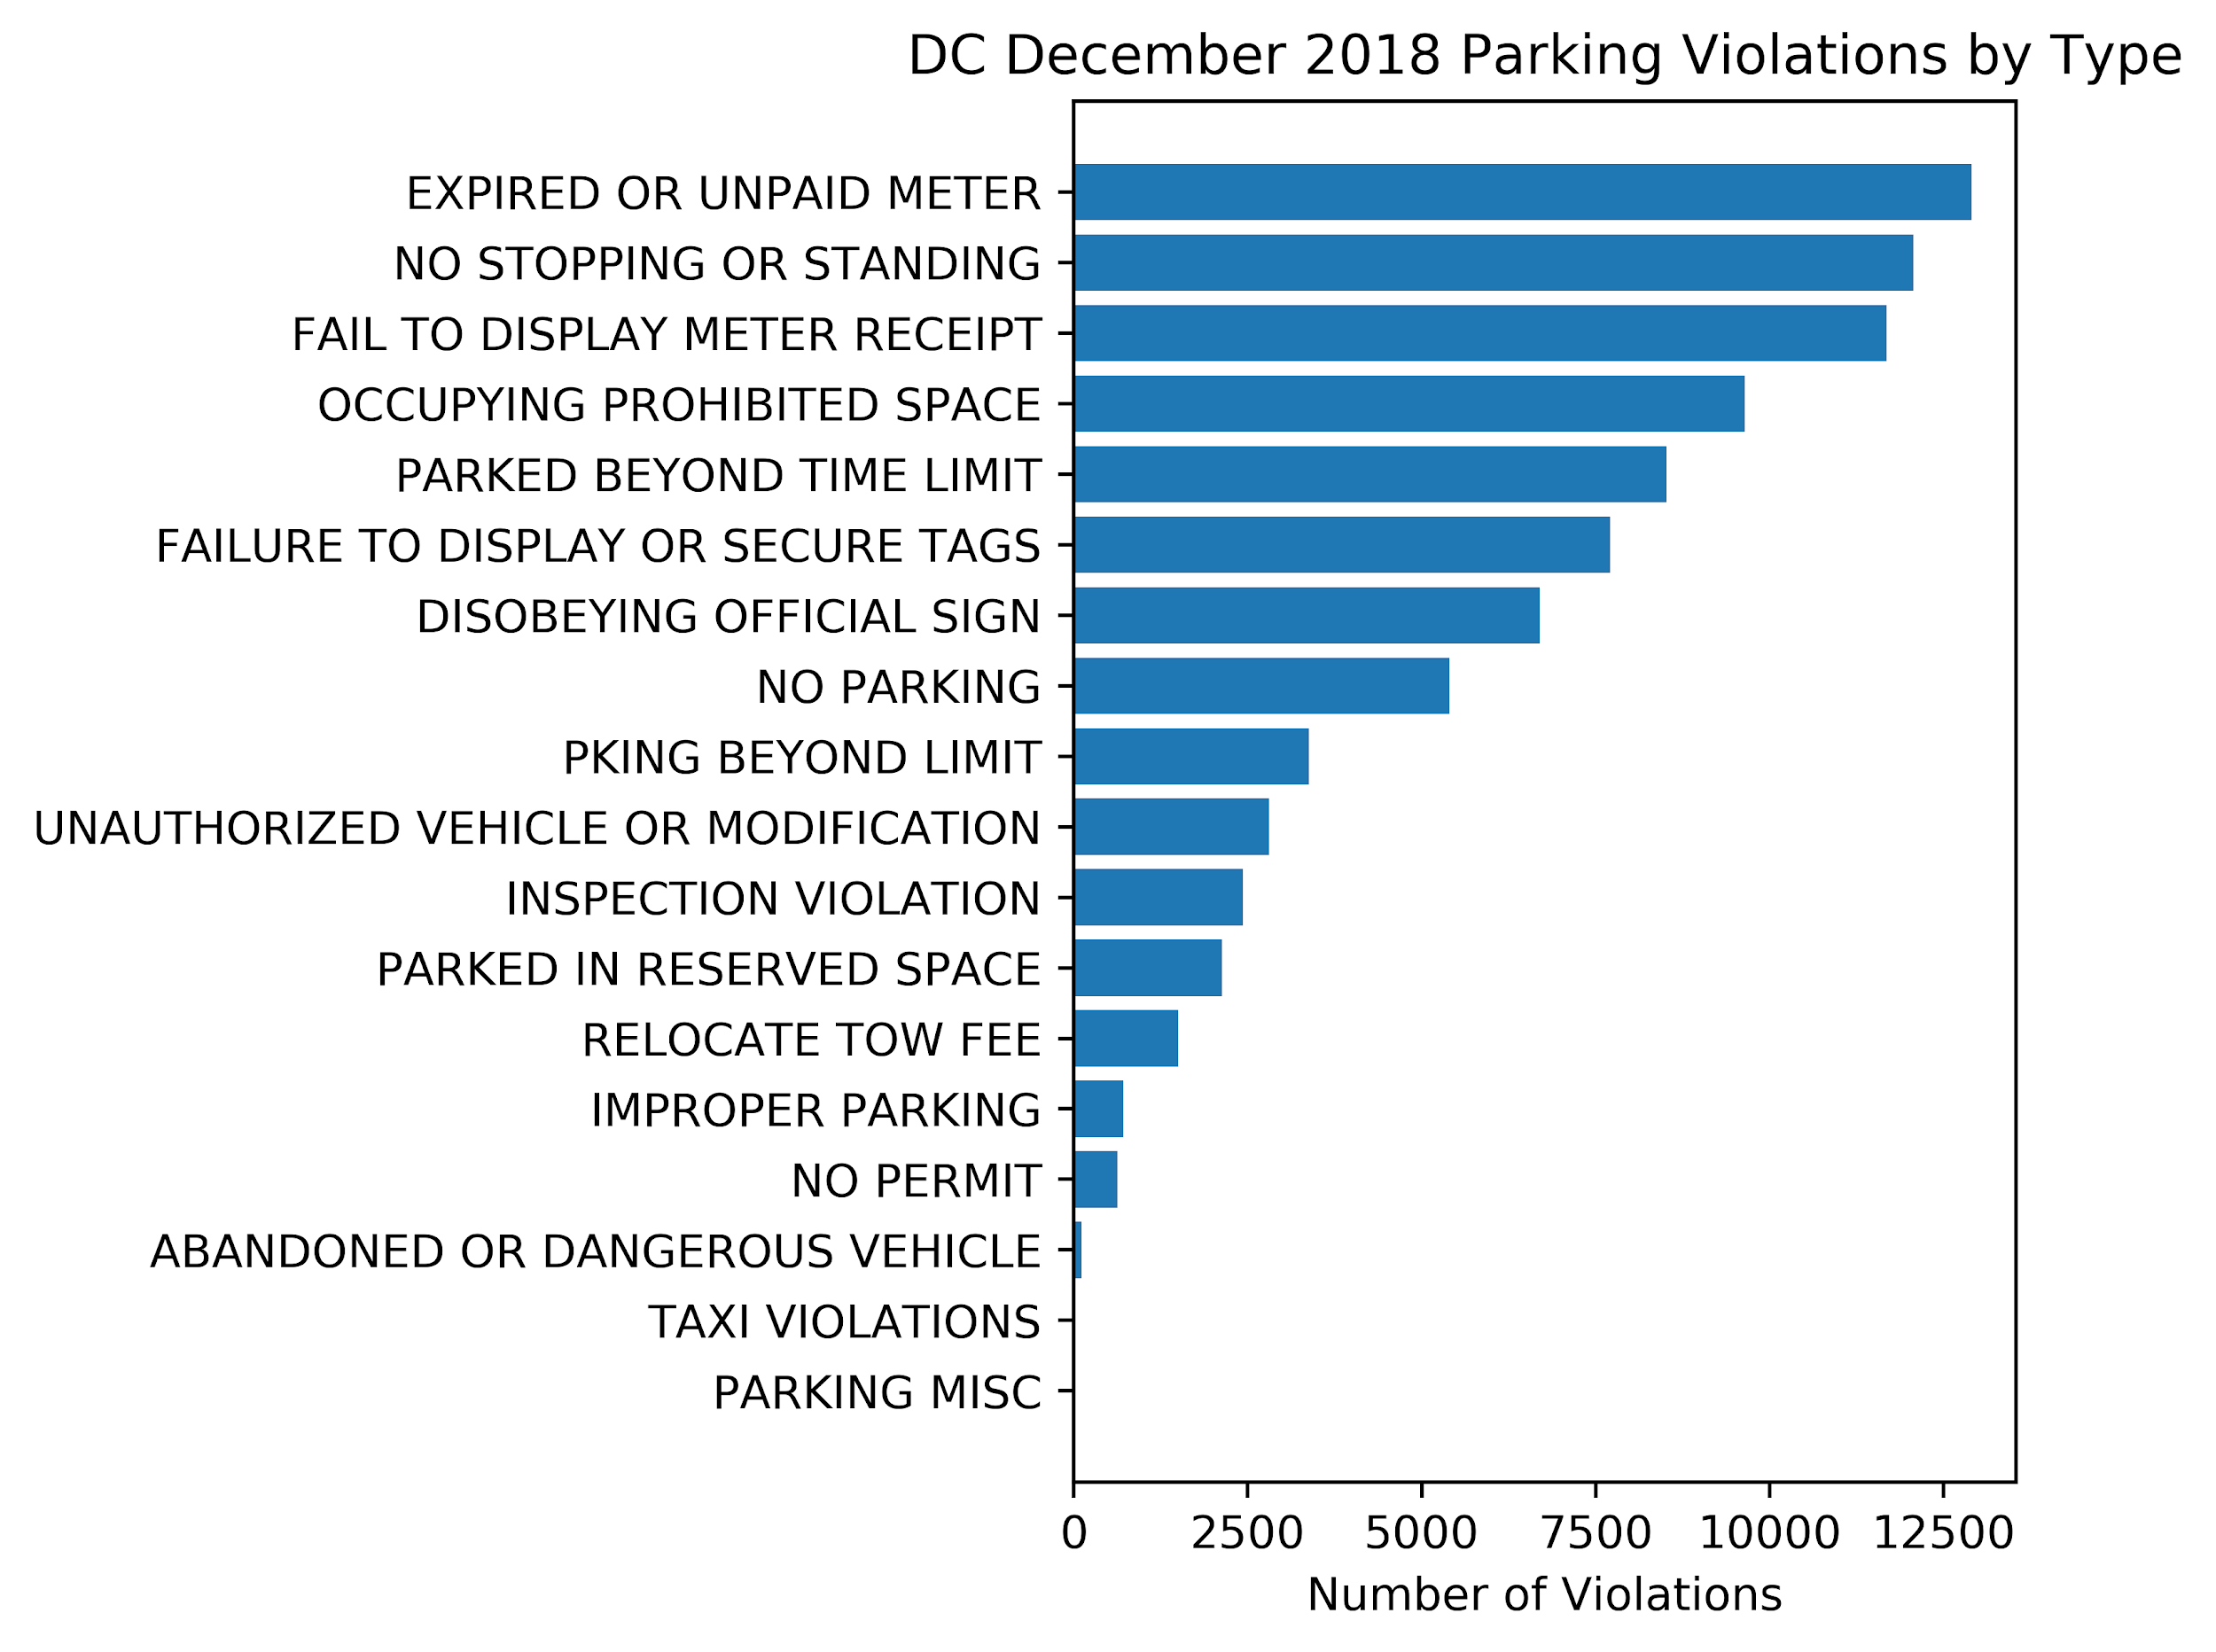 DC December 2018 Parking Violations by Type
EXPIRED OR UNPAID METER
NO STOPPING OR STANDING
FAIL TO DISPLAY METER RECEIPT
OCCUPYING PROHIBITED SPACE
PARKED BEYOND TIME LIMIT
FAILURE TO DISPLAY OR SECURE TAGS
DISOBEYING OFFICIAL SIGN
NO PARKING
PKING BEYOND LIMIT
UNAUTHORIZED VEHICLE OR MODIFICATION
INSPECTION VIOLATION
PARKED IN RESERVED SPACE
RELOCATE TOW FEE
IMPROPER PARKING
NO PERMIT
ABANDONED OR DANGEROUS VEHICLE
TAXI VIOLATIONS
PARKING MISC
0 2500 5000 7500 10000 12500
Number of Violations